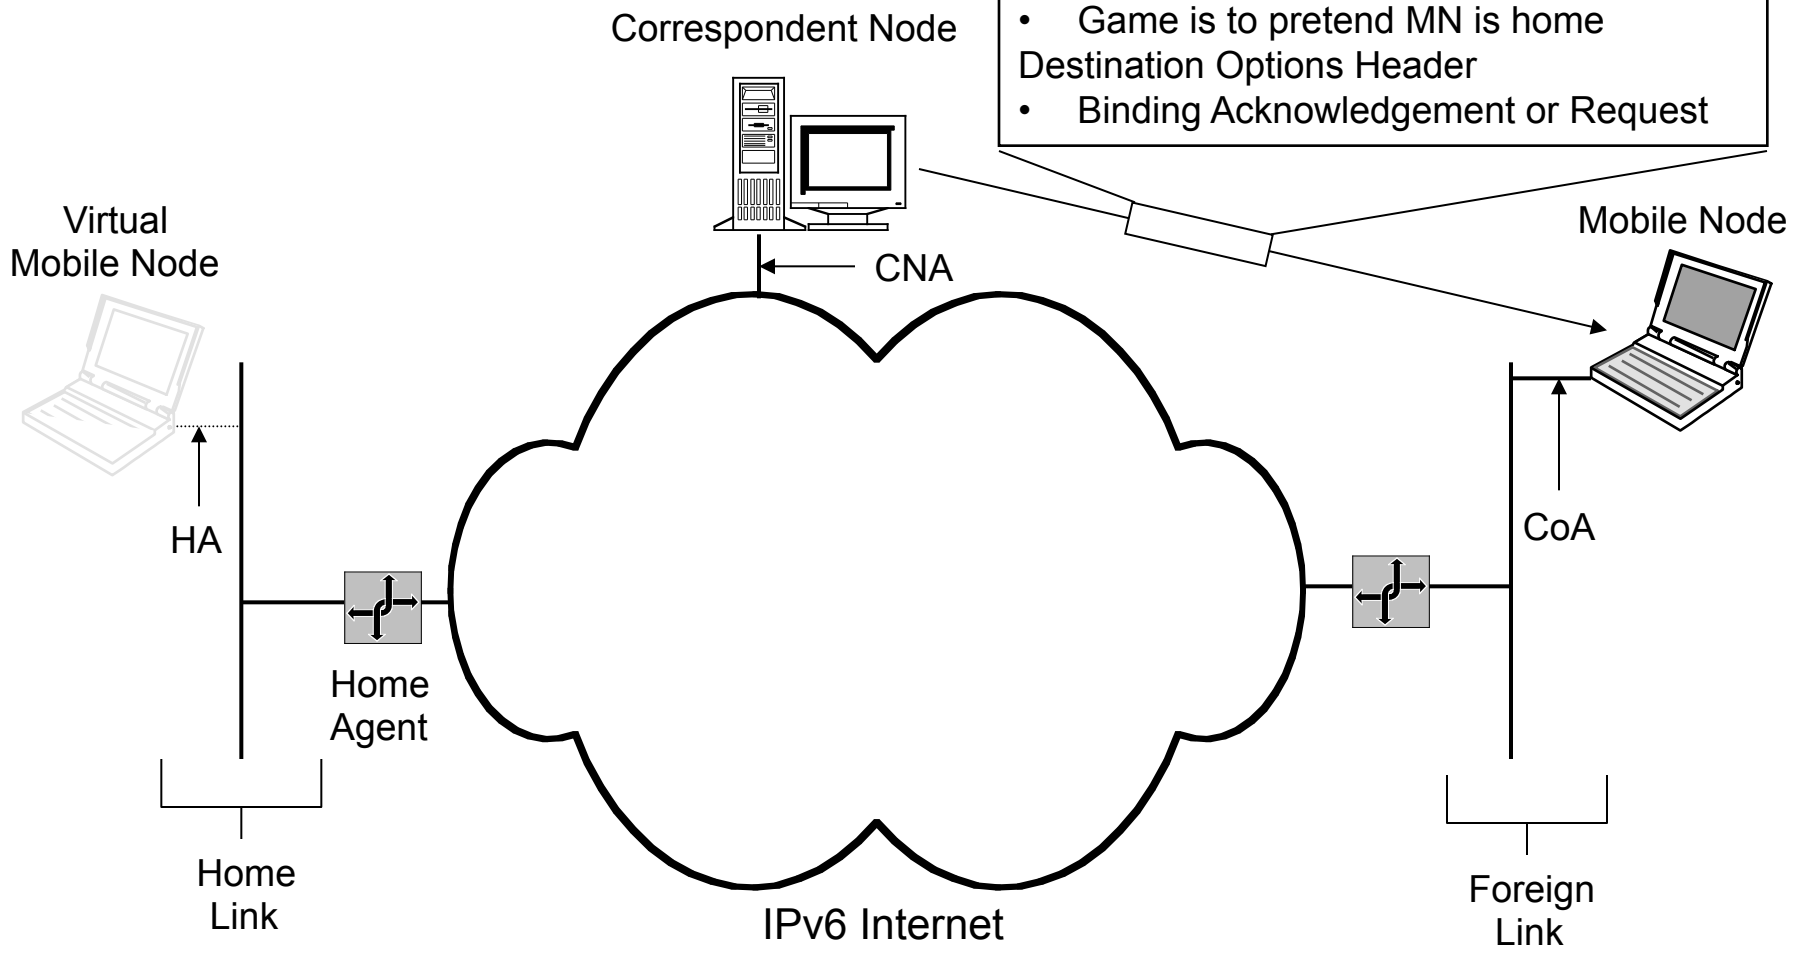 Correspondent Node
• Game is to pretend MN is home
Destination Options Header
• Binding Acknowledgement or Request
Virtual
Mobile Node
Mobile Node
CNA
HA
CoA
Home
Agent
Home
Link
Foreign
Link
IPv6 Internet